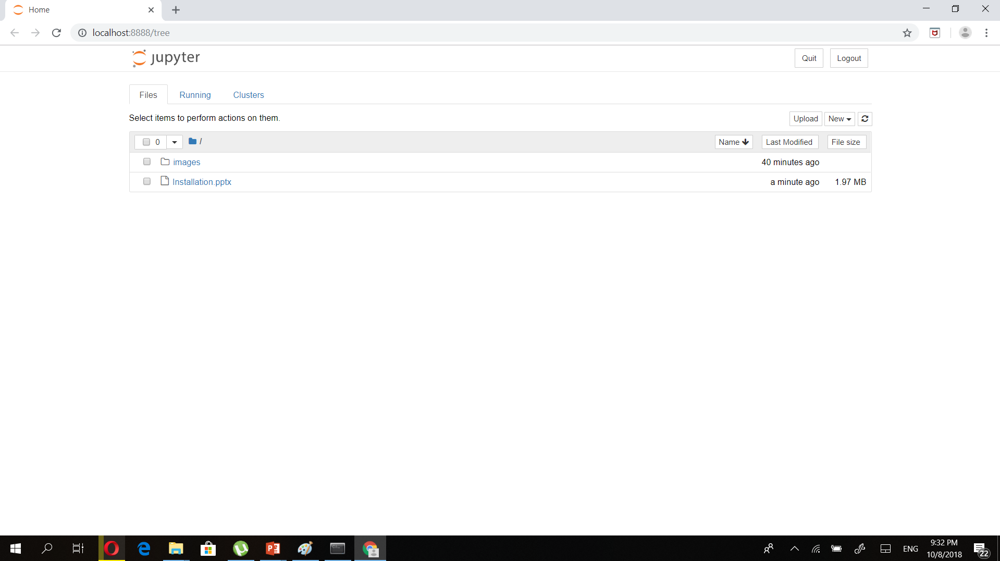 Home
localhost:8888/tree
jupyter
Quit Logout
Files Running Clusters
Select items to perform actions on them.
Upload New
0 / Name Last Modified File size
images 40 minutes ago
Installation.pptx a minute ago 1.97 MB
9:32 PM
ENG
10/8/2018
22